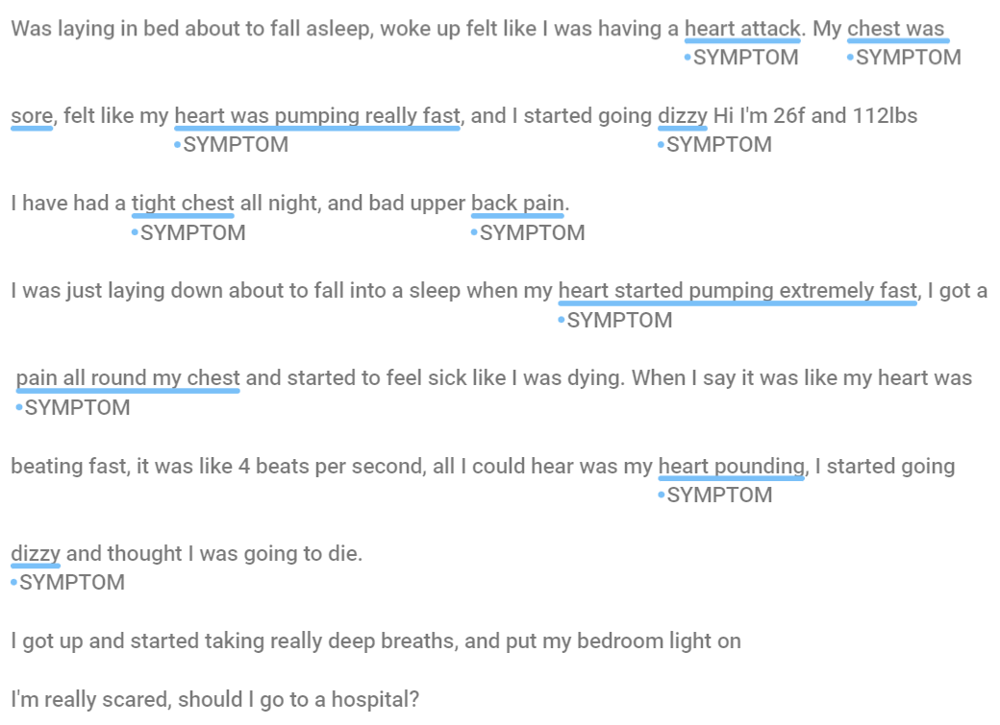 Was laying in bed about to fall asleep, woke up felt like I was having a heart attack. My chest was
•SYMPTOM •SYMPTOM
sore, felt like my heart was pumping really fast, and I started going dizzy Hi I'm 26f and 112lbs
•SYMPTOM •SYMPTOM
I have had a tight chest all night, and bad upper back pain.
•SYMPTOM •SYMPTOM
I was just laying down about to fall into a sleep when my heart started pumping extremely fast, I got a
•SYMPTOM
pain all round my chest and started to feel sick like I was dying. When I say it was like my heart was
•SYMPTOM
beating fast, it was like 4 beats per second, all I could hear was my heart pounding, I started going
•SYMPTOM
dizzy and thought I was going to die.
•SYMPTOM
I got up and started taking really deep breaths, and put my bedroom light on
I'm really scared, should I go to a hospital?